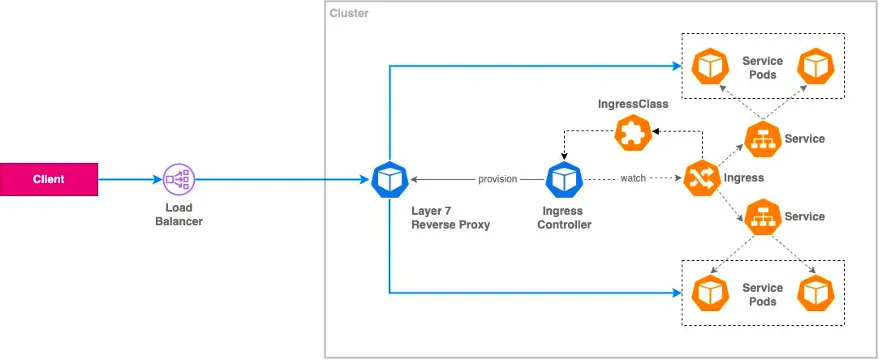 Cluster
Service
Pods
IngressClass
Service
Client
provision
watch
Ingress
Load
Balancer
Layer 7
Reverse Proxy
Ingress
Controller
Service
Service
Pods